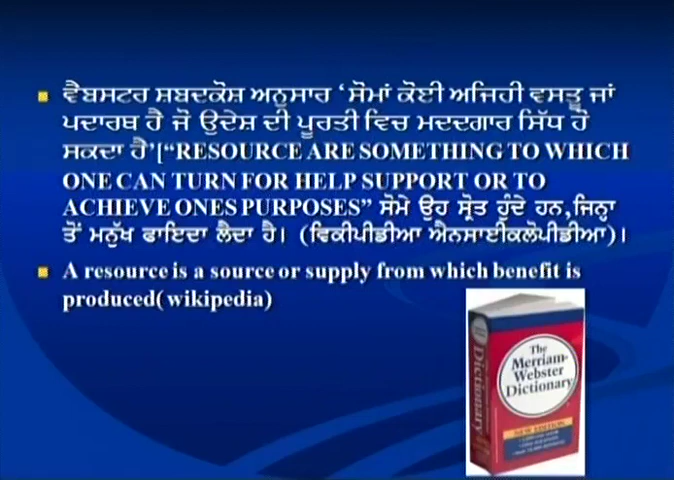 ਵੈਬਸਟਰ ਸ਼ਬਦਕੋਸ਼ ਅਨੁਸਾਰ ‘ਸੋਮਾਂ ਕੋਈ ਅਜਿਹੀ ਵਸਤੂ ਜਾਂ
ਪਦਾਰਥ ਹੈ ਜੋ ਉਦੇਸ਼ ਦੀ ਪੂਰਤੀ ਵਿਚ ਮਦਦਗਾਰ ਸਿੱਧ ਹੋ
ਸਕਦਾ ਹੈ’[“RESOURCE ARE SOMETHING TO WHICH
ONE CAN TURN FOR HELP SUPPORT OR TO
ACHIEVE ONES PURPOSES” ਸੋਮੇ ਉਹ ਸ੍ਰੋਤ ਹੁੰਦੇ ਹਨ,ਜਿਨ੍ਹਾ
ਤੋਂ ਮਨੁੱਖ ਫਾਇਦਾ ਲੈਦਾ ਹੈ। (ਵਿਕੀਪੀਡੀਆ ਐਨਸਾਈਕਲੋਪੀਡੀਆ)।
A resource is a source or supply from which benefit is
produced( wikipedia)
The
Merriam-
Webster
Dictionary
NEW EDITION
Dictionary